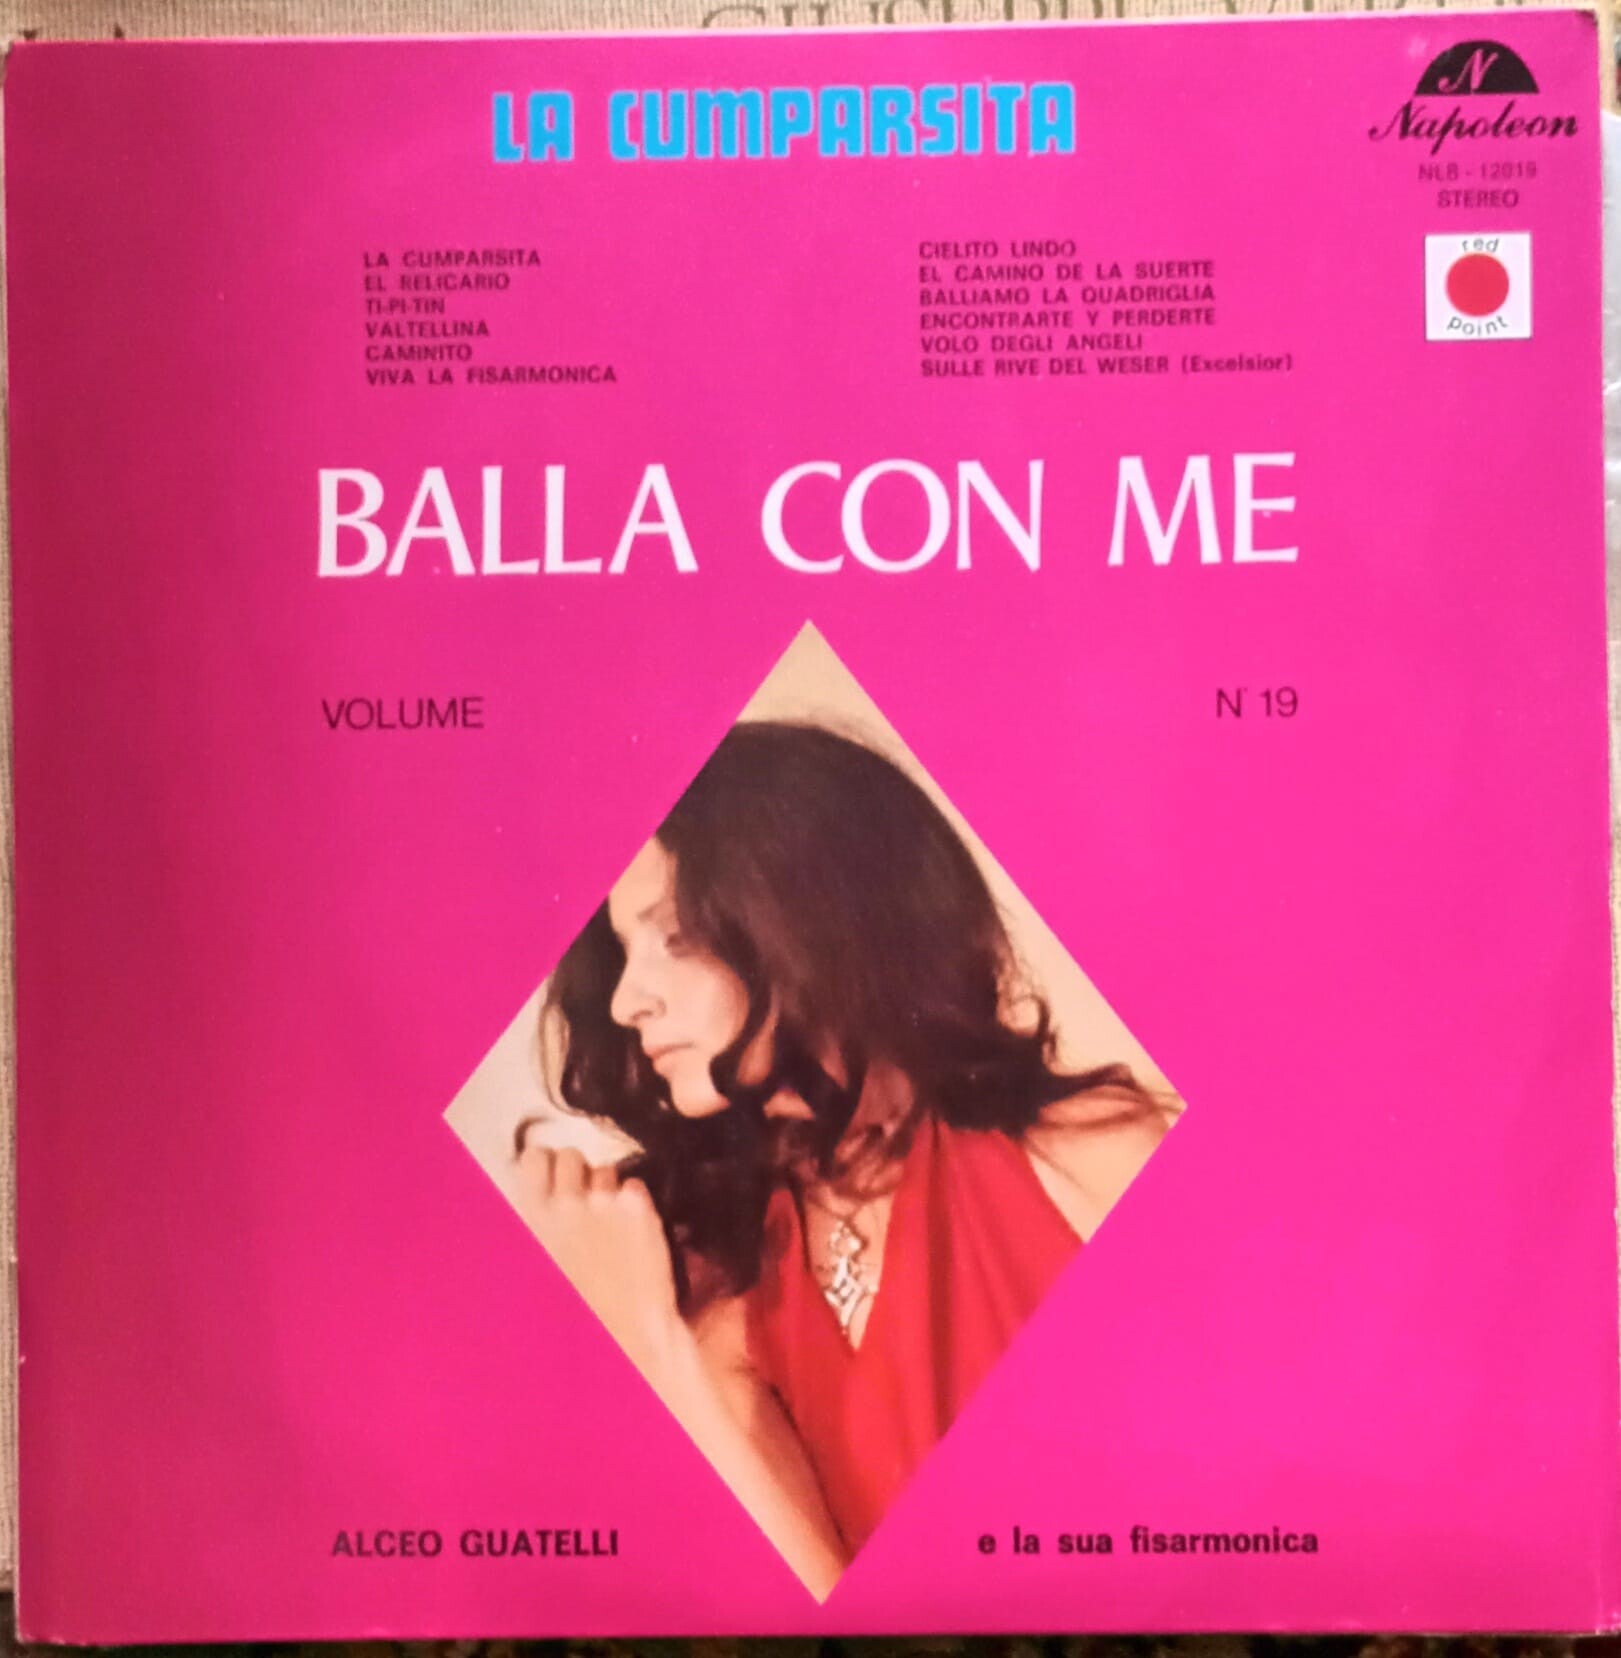 LA CUMPARSITA
N
Napoleon
NLB - 12019
STEREO
red
point
LA CUMPARSITA
EL RELICARIO
TI-PI-TIN
VALTELLINA
CAMINITO
VIVA LA FISARMONICA
CIELITO LINDO
EL CAMINO DE LA SUERTE
BALLIAMO LA QUADRIGLIA
ENCONTRARTE Y PERDERTE
VOLO DEGLI ANGELI
SULLE RIVE DEL WESER (Excelsior)
BALLA CON ME
VOLUME N° 19
ALCEO GUATELLI e la sua fisarmonica